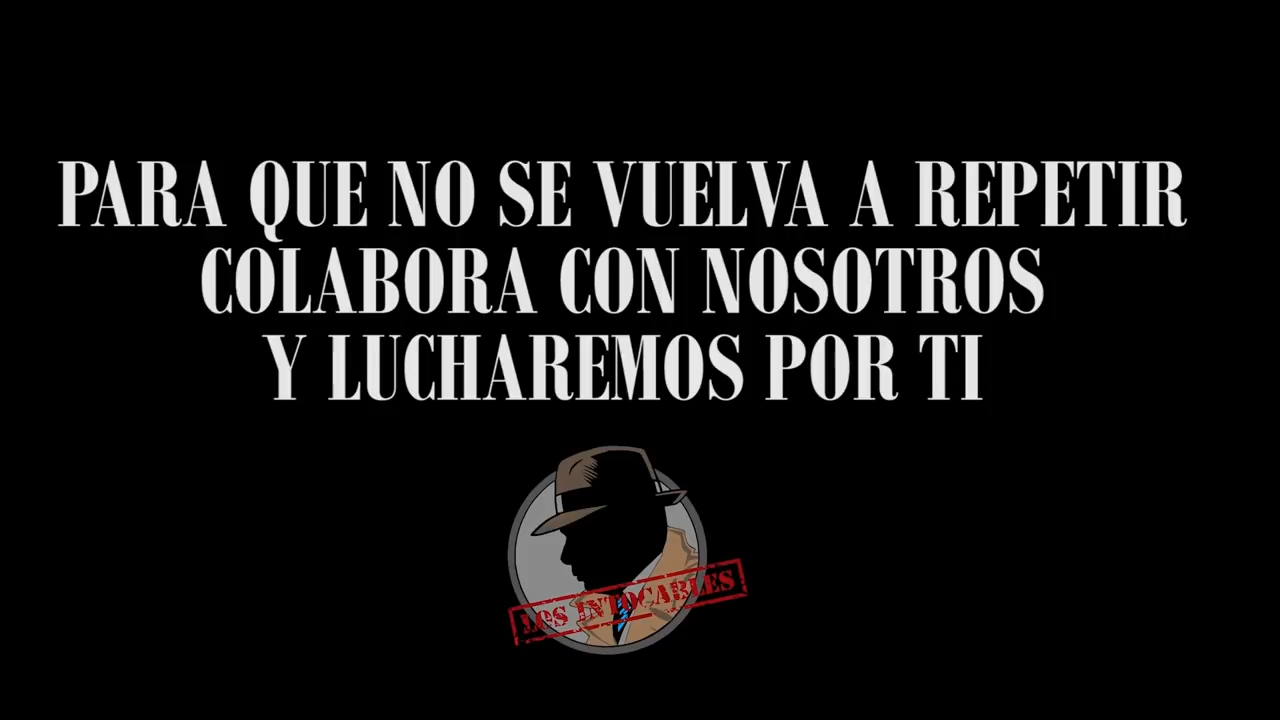 PARA QUE NO SE VUELVA A REPETIR
COLABORA CON NOSOTROS
Y LUCHAREMOS POR TI
LOS INTOCABLES